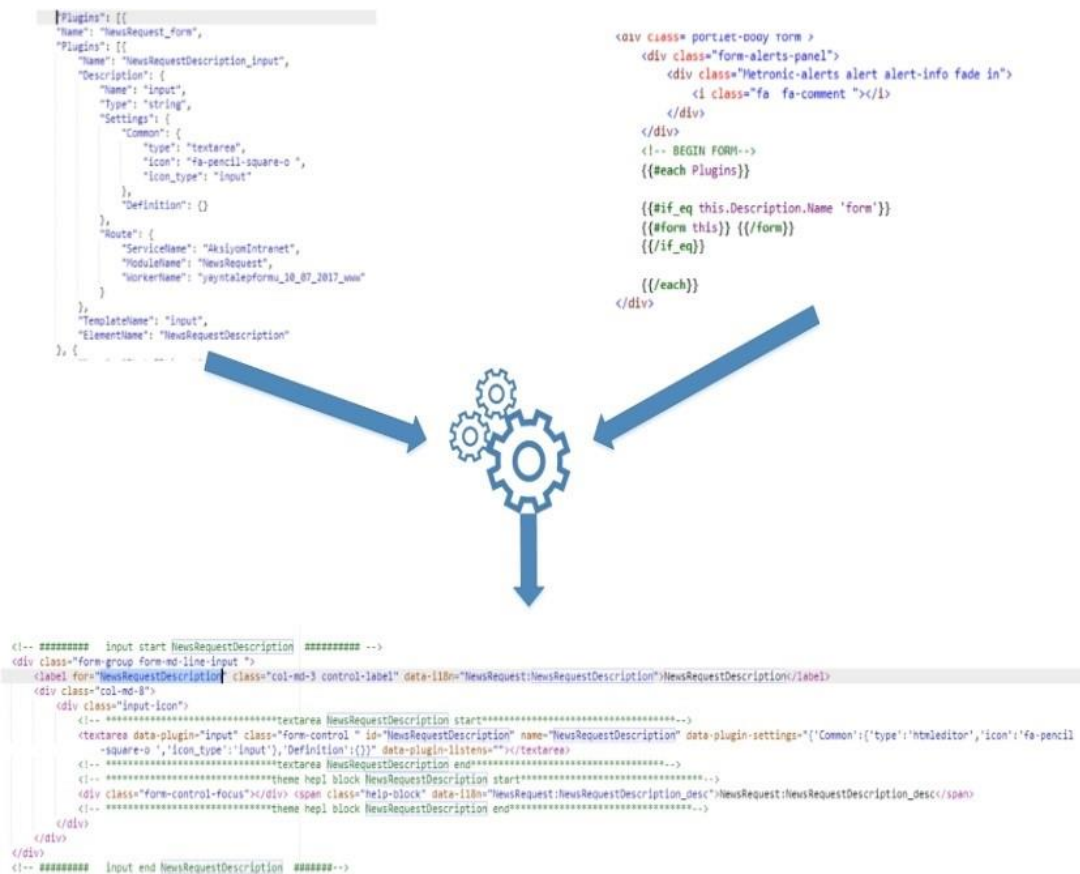 "Plugins": [{
"Name": "NewsRequest_form",
"Plugins": [{
"Name": "NewsRequestDescription_input",
"Description": {
"Name": "input",
"Type": "string",
"Settings": {
"Common": {
"type": "textarea",
"icon": "fa-pencil-square-o ",
"icon_type": "input"
},
"Definition": {}
},
"Route": {
"ServiceName": "AksiyomIntranet",
"ModuleName": "NewsRequest",
"WorkerName": "yayntalepformu_10_07_2017_www"
}
},
"TemplateName": "input",
"ElementName": "NewsRequestDescription"
}, {
<div class= portlet-body form >
<div class="form-alerts-panel">
<div class="Metronic-alerts alert alert-info fade in">
<i class="fa  fa-comment "></i>
</div>
</div>
<!-- BEGIN FORM-->
{{#each Plugins}}
{{#if_eq this.Description.Name 'form'}}
{{#form this}} {{/form}}
{{/if_eq}}
{{/each}}
</div>
<!-- #########   input start NewsRequestDescription  ########## -->
<div class="form-group form-md-line-input ">
<label for="NewsRequestDescription" class="col-md-3 control-label" data-i18n="NewsRequest:NewsRequestDescription">NewsRequestDescription</label>
<div class="col-md-8">
<div class="input-icon">
<!-- ********************************textarea NewsRequestDescription start************************************-->
<textarea data-plugin="input" class="form-control " id="NewsRequestDescription" name="NewsRequestDescription" data-plugin-settings="{'Common':{'type':'htmleditor','icon':'fa-pencil
-square-o ','icon_type':'input'},'Definition':{}}" data-plugin-listens=""></textarea>
<!-- ********************************textarea NewsRequestDescription end************************************-->
<!-- *******************************theme hepl block NewsRequestDescription start***********************************-->
<div class="form-control-focus"></div> <span class="help-block" data-i18n="NewsRequest:NewsRequestDescription_desc">NewsRequest:NewsRequestDescription_desc</span>
<!-- *******************************theme hepl block NewsRequestDescription end***********************************-->
</div>
</div>
</div>
<!-- #########   input end NewsRequestDescription  #######-->